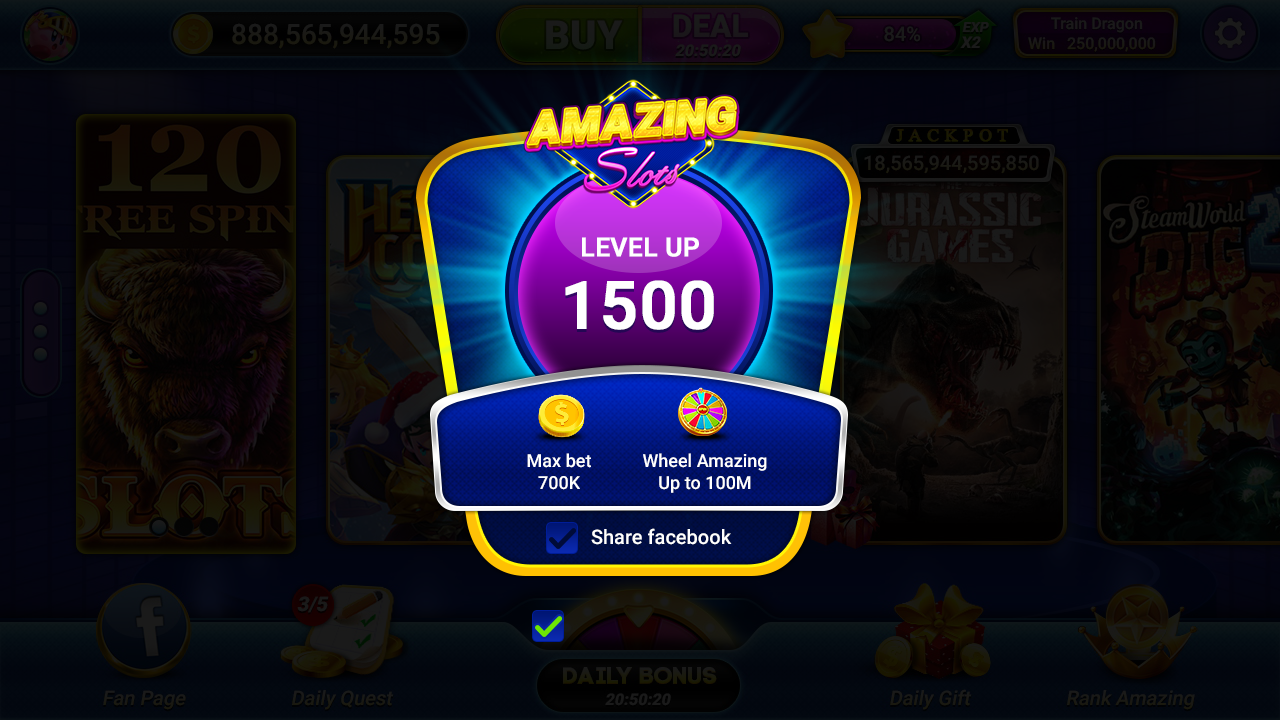 888,565,944,595
BUY
DEAL
20:50:20
84%
EXP
X2
Train Dragon
Win 250,000,000
AMAZING
Slots
LEVEL UP
1500
Max bet
700K
Wheel Amazing
Up to 100M
Share facebook
120
REE SPIN
SLOTS
HE
CO
JACKPOT
18,565,944,595,850
JURASSIC
GAMES
SteamWorld
DIG 2
f
Fan Page
3/5
Daily Quest
DAILY BONUS
20:50:20
Daily Gift
Rank Amazing